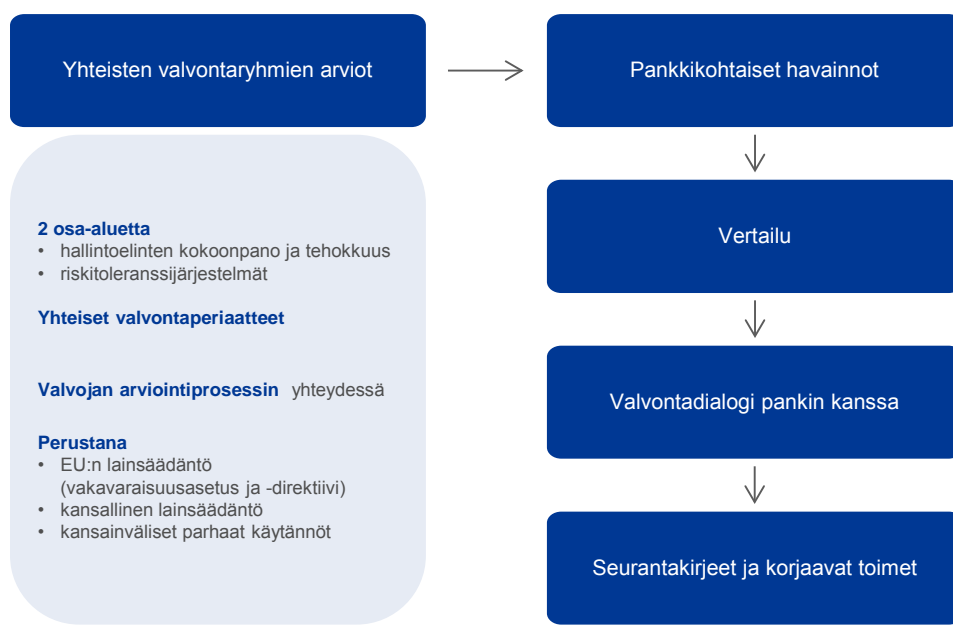 Yhteisten valvontaryhmien arviot
2 osa-aluetta
• hallintoelinten kokoonpano ja tehokkuus
• riskitoleranssijärjestelmät
Yhteiset valvontaperiaatteet
Valvojan arviointiprosessin yhteydessä
Perustana
• EU:n lainsäädäntö
(vakavaraisuusasetus ja -direktiivi)
• kansallinen lainsäädäntö
• kansainväliset parhaat käytännöt
Pankkikohtaiset havainnot
Vertailu
Valvontadialogi pankin kanssa
Seurantakirjeet ja korjaavat toimet